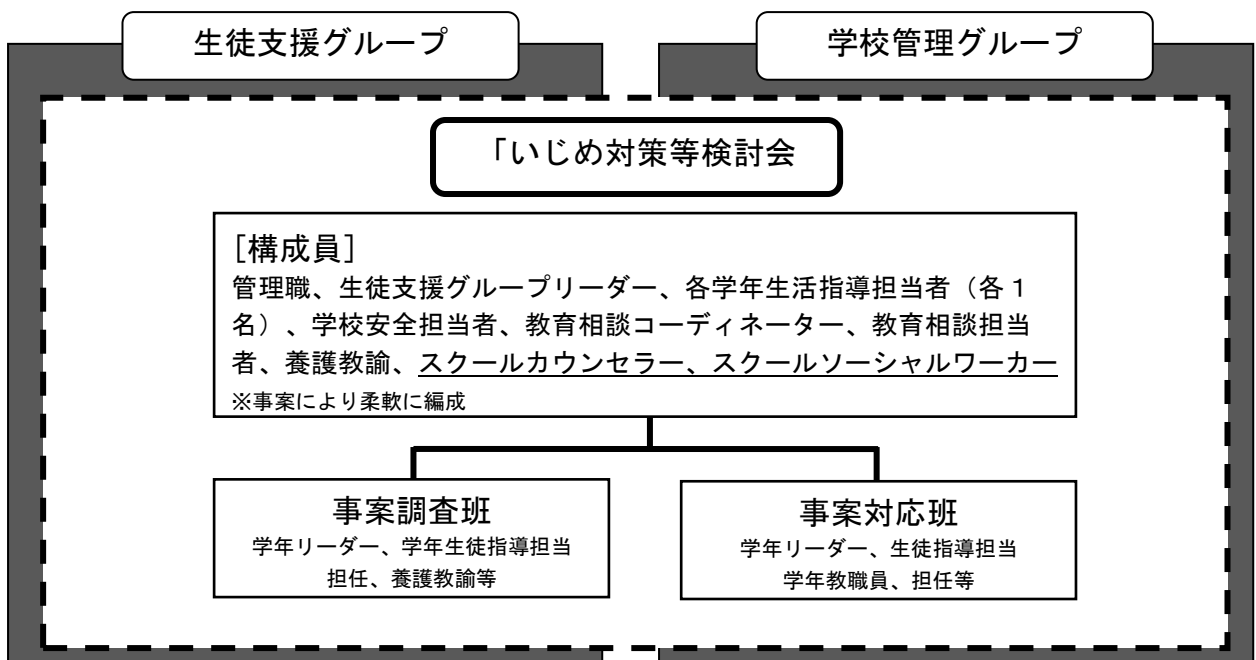 生徒支援グループ
学校管理グループ
「いじめ対策等検討会
[構成員]
管理職、生徒支援グループリーダー、各学年生活指導担当者（各１
名）、学校安全担当者、教育相談コーディネーター、教育相談担当
者、養護教諭、スクールカウンセラー、スクールソーシャルワーカー
※事案により柔軟に編成
事案調査班
学年リーダー、学年生徒指導担当
担任、養護教諭等
事案対応班
学年リーダー、生徒指導担当
学年教職員、担任等